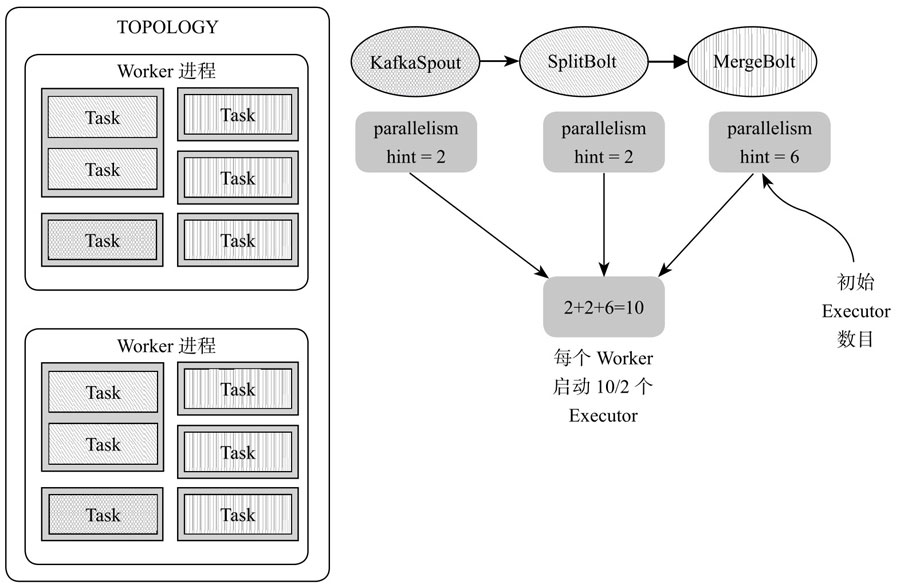 TOPOLOGY
Worker 进程
Task
Task
Task
Task
Task
Task
Worker 进程
Task
Task
Task
Task
Task
Task
KafkaSpout
SplitBolt
MergeBolt
parallelism
hint = 2
parallelism
hint = 2
parallelism
hint = 6
2+2+6=10
每个 Worker
启动 10/2 个
Executor
初始
Executor
数目